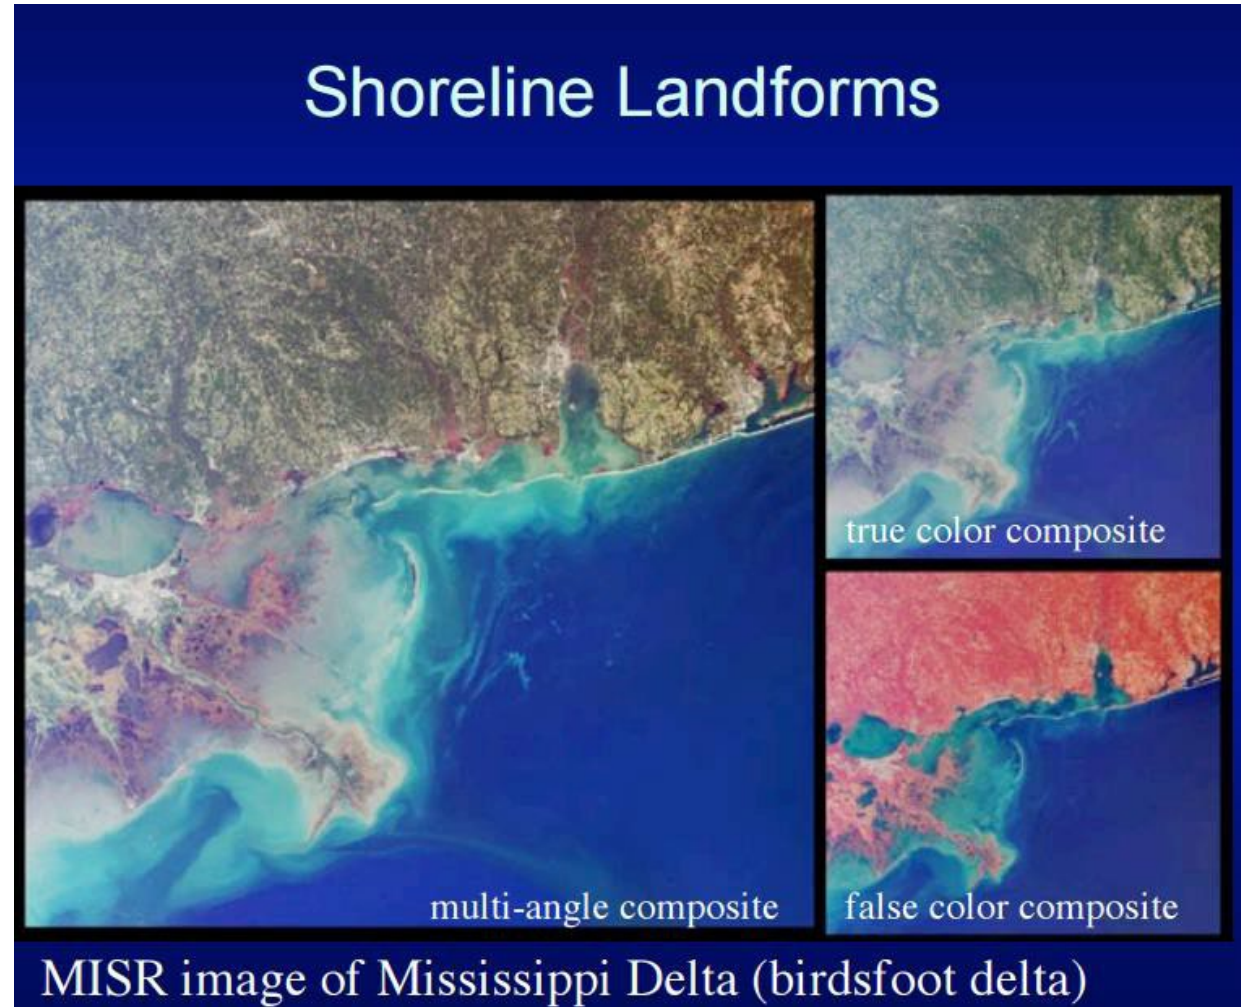 Shoreline Landforms
true color composite
multi-angle composite
false color composite
MISR image of Mississippi Delta (birdsfoot delta)